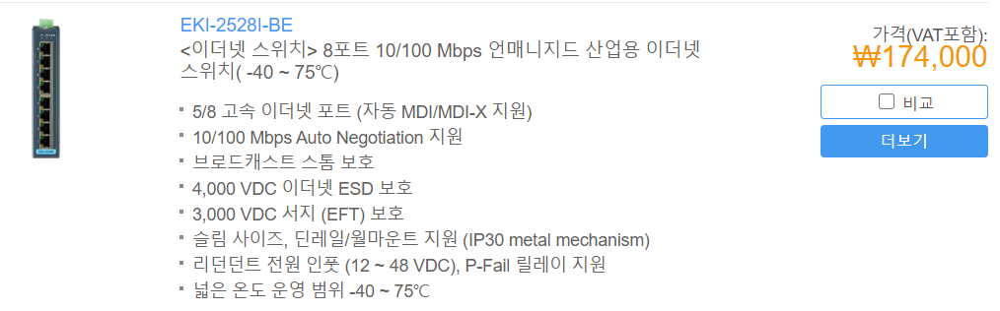 EKI-2528I-BE
<이더넷 스위치> 8포트 10/100 Mbps 언매니지드 산업용 이더넷
스위치( -40 ~ 75℃)
5/8 고속 이더넷 포트 (자동 MDI/MDI-X 지원)
10/100 Mbps Auto Negotiation 지원
브로드캐스트 스톰 보호
4,000 VDC 이더넷 ESD 보호
3,000 VDC 서지 (EFT) 보호
슬림 사이즈, 딘레일/월마운트 지원 (IP30 metal mechanism)
리던던트 전원 인풋 (12 ~ 48 VDC), P-Fail 릴레이 지원
넓은 온도 운영 범위 -40 ~ 75℃
가격(VAT포함):
₩174,000
비교
더보기